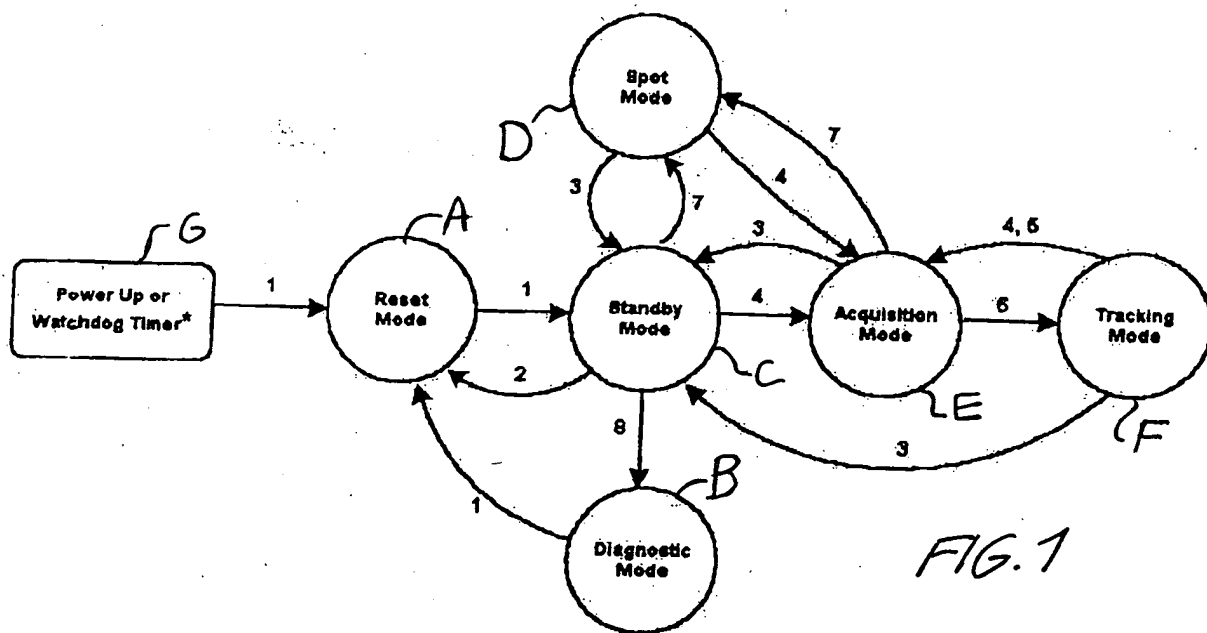 Spot
Mode
D
7
3
7
4
G
A
3
4, 5
Power Up or
Watchdog Timer*
1
Reset
Mode
1
Standby
Mode
4
Acquisition
Mode
6
Tracking
Mode
2
C
E
F
8
3
1
B
Diagnostic
Mode
FIG. 1